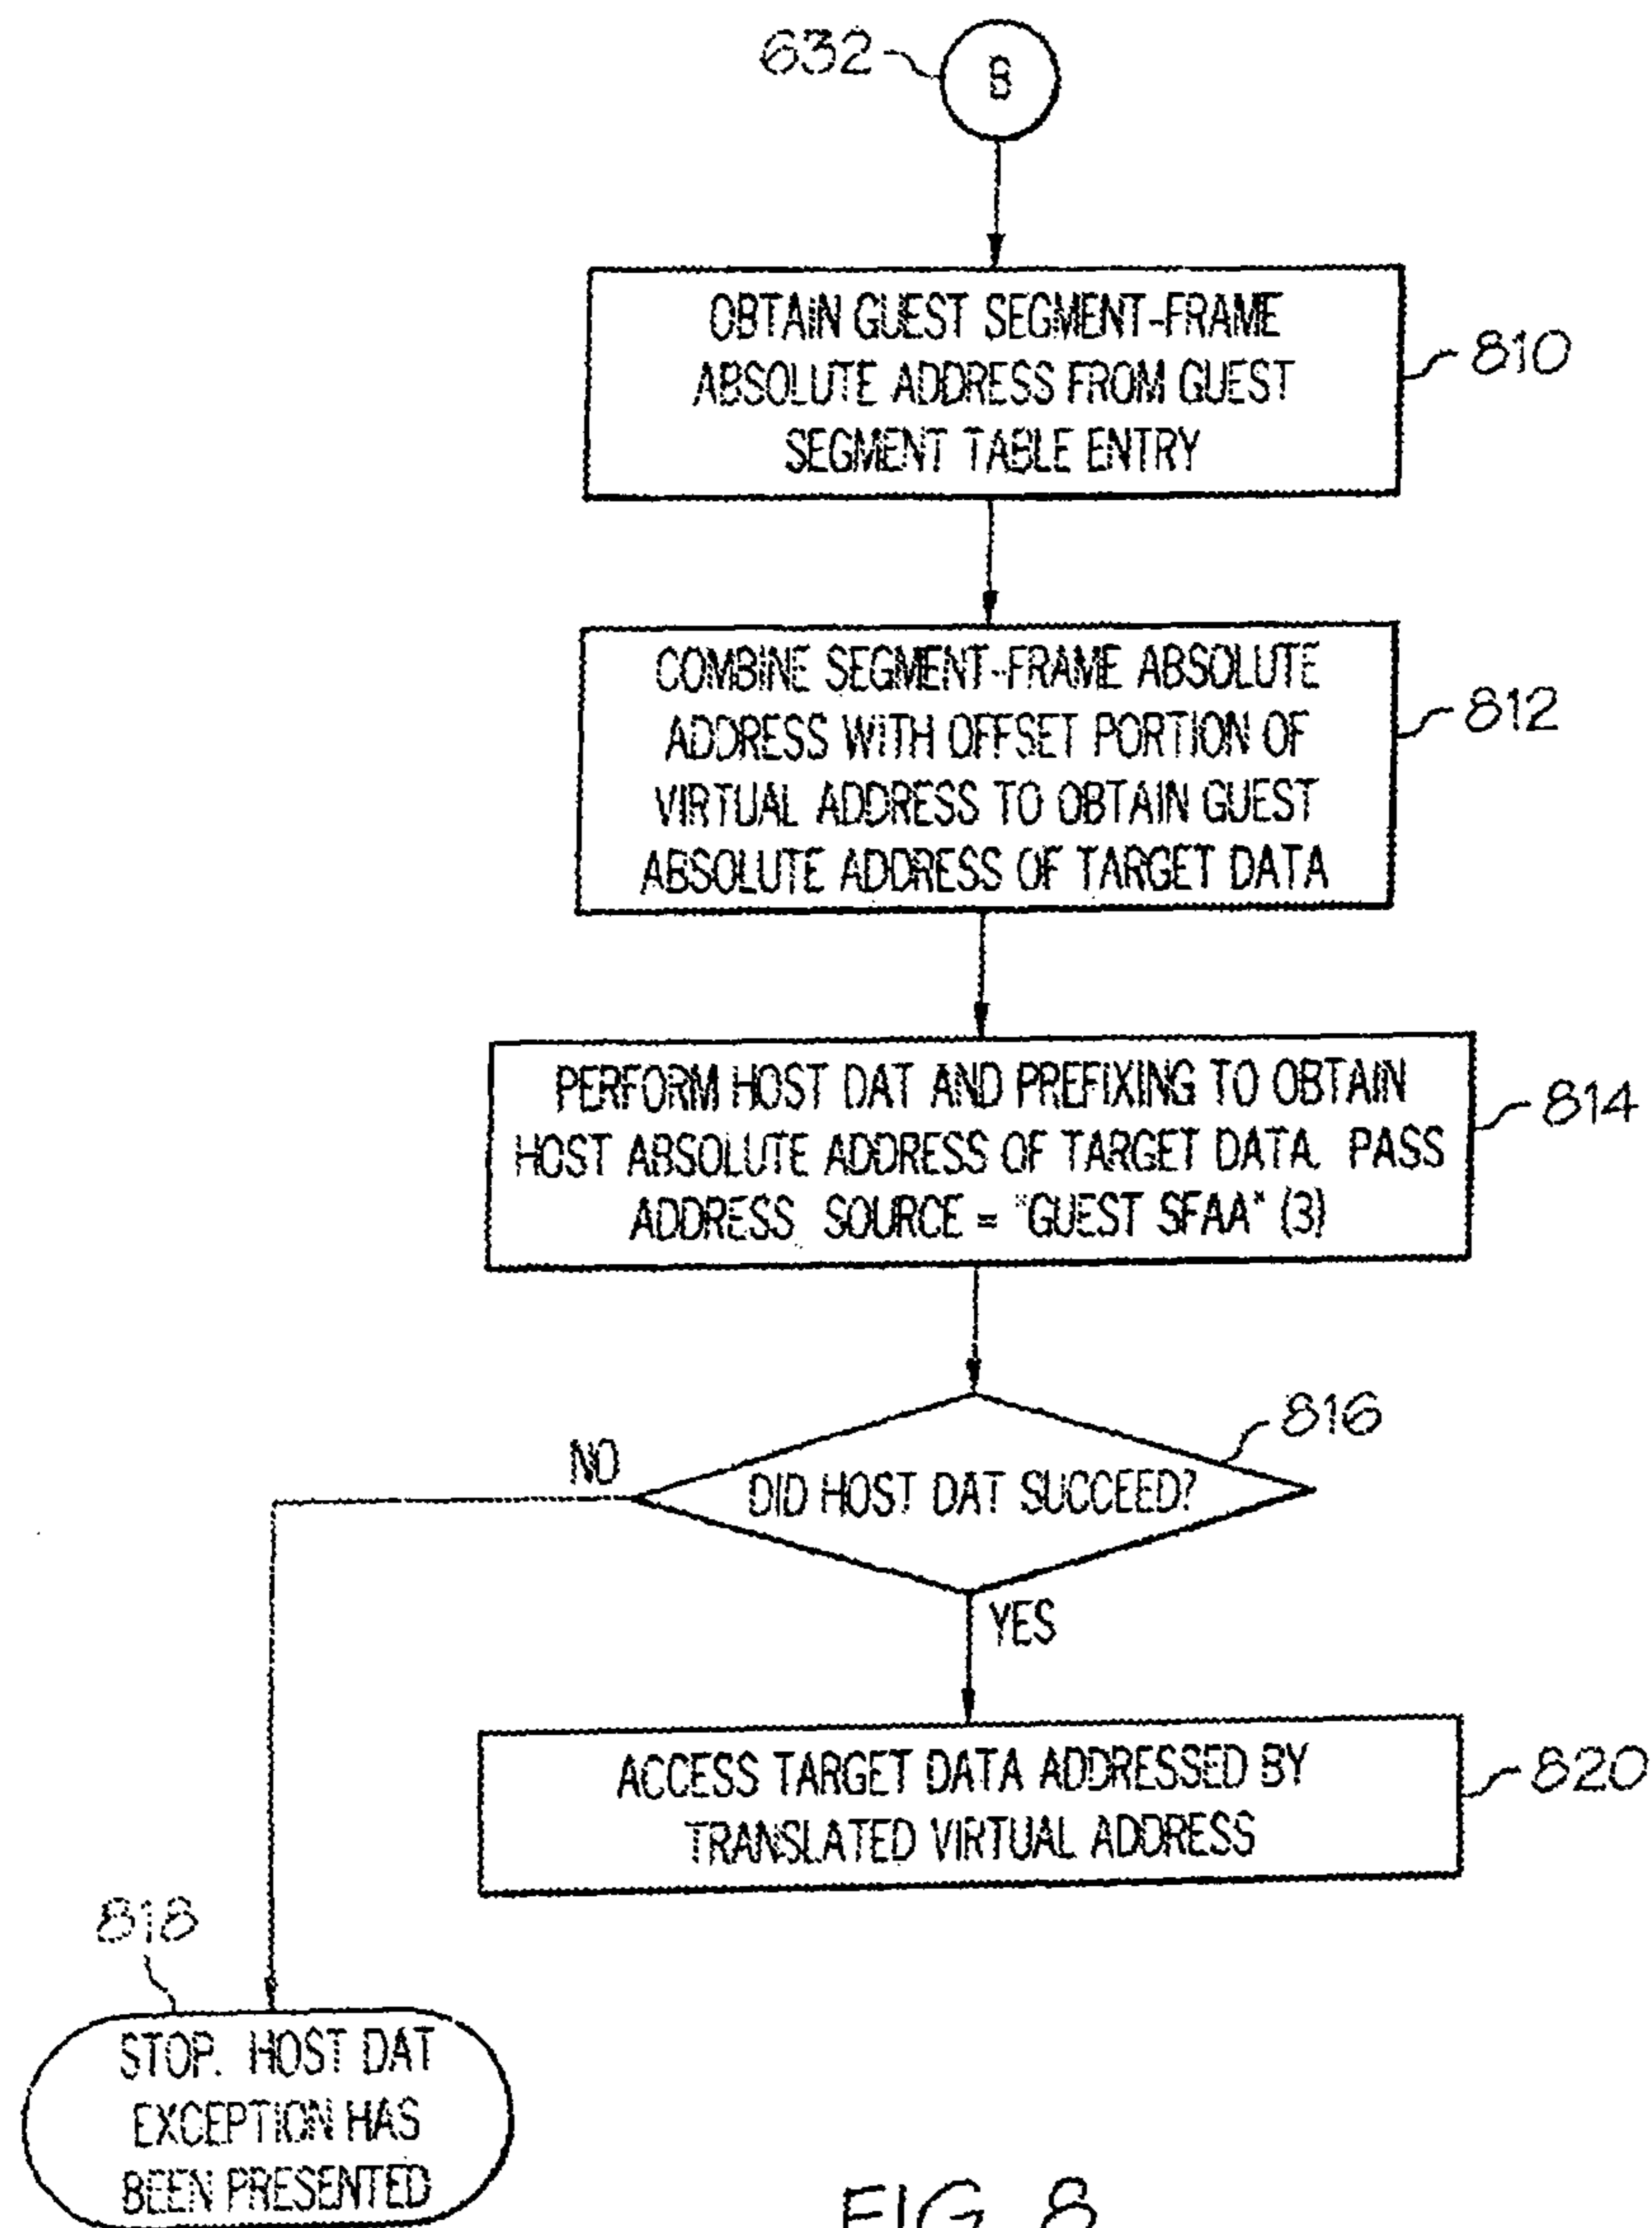 632
B
OBTAIN GUEST SEGMENT-FRAME
ABSOLUTE ADDRESS FROM GUEST
SEGMENT TABLE ENTRY
810
COMBINE SEGMENT-FRAME ABSOLUTE
ADDRESS WITH OFFSET PORTION OF
VIRTUAL ADDRESS TO OBTAIN GUEST
ABSOLUTE ADDRESS OF TARGET DATA
812
PERFORM HOST DAT AND PREFIXING TO OBTAIN
HOST ABSOLUTE ADDRESS OF TARGET DATA. PASS
ADDRESS SOURCE = "GUEST SFAA" (3)
814
816
NO
DID HOST DAT SUCCEED?
YES
ACCESS TARGET DATA ADDRESSED BY
TRANSLATED VIRTUAL ADDRESS
820
818
STOP. HOST DAT
EXCEPTION HAS
BEEN PRESENTED
FIG. 8